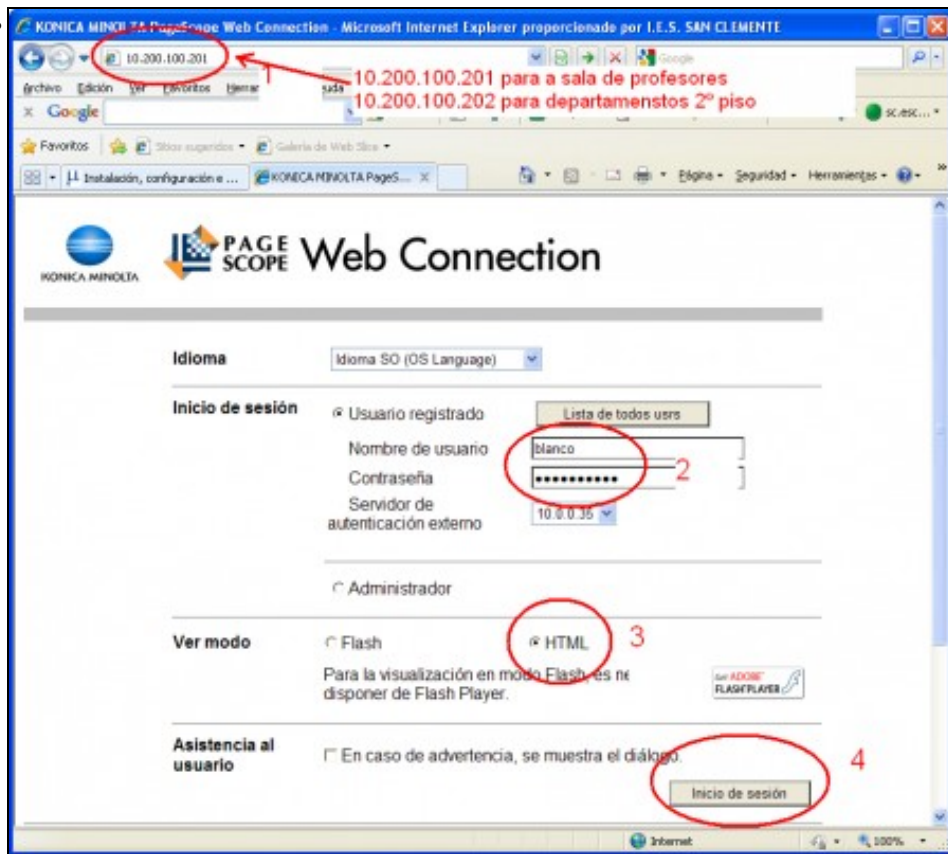 KONICA MINOLTA PageScope Web Connection - Microsoft Internet Explorer proporcionado por I.E.S. SAN CLEMENTE
10.200.100.201
Google
1
10.200.100.201 para a sala de profesores
10.200.100.202 para departamenstos 2º piso
Archivo Edición Ver Favoritos
Google
sc.esc...
Favoritos Sitios sugeridos Galería de Web Slice
Instalación, configuración e ... KONICA MINOLTA PageS... Página Seguridad Herramientas
KONICA MINOLTA
PAGE SCOPE Web Connection
Idioma Idioma SO (OS Language)
Inicio de sesión Usuario registrado Lista de todos usrs
Nombre de usuario blanco
Contraseña •••••••••• 2
Servidor de
autenticación externo 10.0.0.35
Administrador
Ver modo Flash HTML 3
Para la visualización en modo Flash, es ne
disponer de Flash Player.
Get ADOBE
FLASH PLAYER
Asistencia al
usuario
En caso de advertencia, se muestra el diálogo.
4
Inicio de sesión
Internet 100%